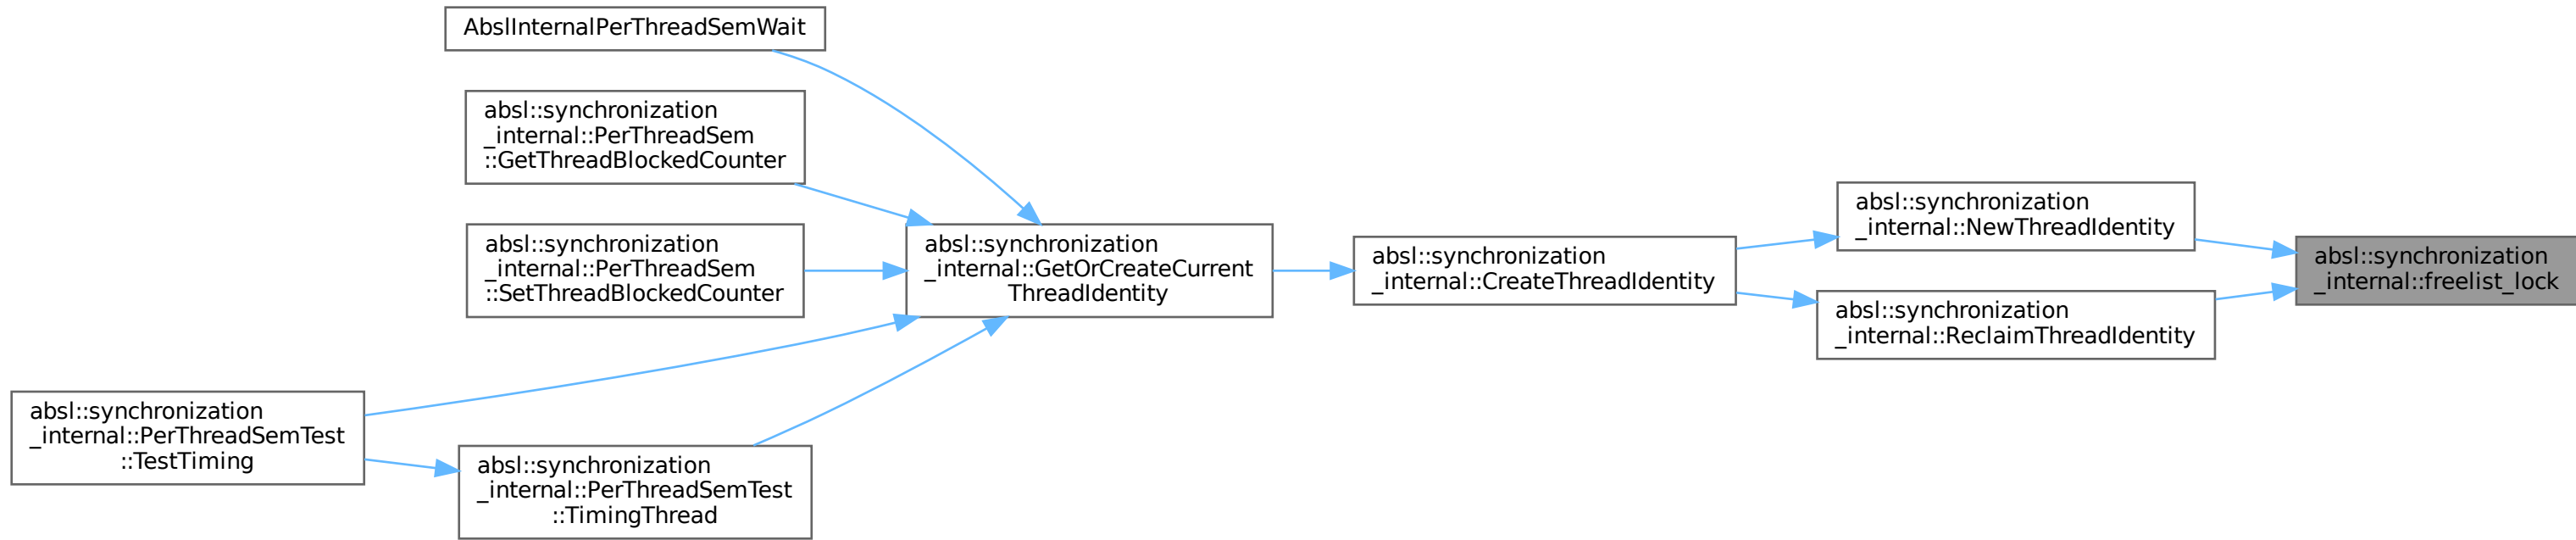 AbslInternalPerThreadSemWait
absl::synchronization
_internal::PerThreadSem
::GetThreadBlockedCounter
absl::synchronization
_internal::PerThreadSem
::SetThreadBlockedCounter
absl::synchronization
_internal::PerThreadSemTest
::TestTiming
absl::synchronization
_internal::PerThreadSemTest
::TimingThread
absl::synchronization
_internal::GetOrCreateCurrent
ThreadIdentity
absl::synchronization
_internal::CreateThreadIdentity
absl::synchronization
_internal::NewThreadIdentity
absl::synchronization
_internal::ReclaimThreadIdentity
absl::synchronization
_internal::freelist_lock